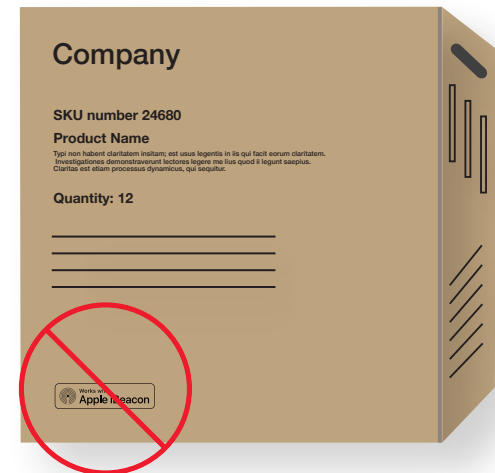 Company
SKU number 24680
Product Name
Typi non habent claritatem insitam; est usus legentis in iis qui facit eorum claritatem.
Investigationes demonstraverunt lectores legere me lius quod ii legunt saepius.
Claritas est etiam processus dynamicus, qui sequitur.
Quantity: 12
Works
Apple